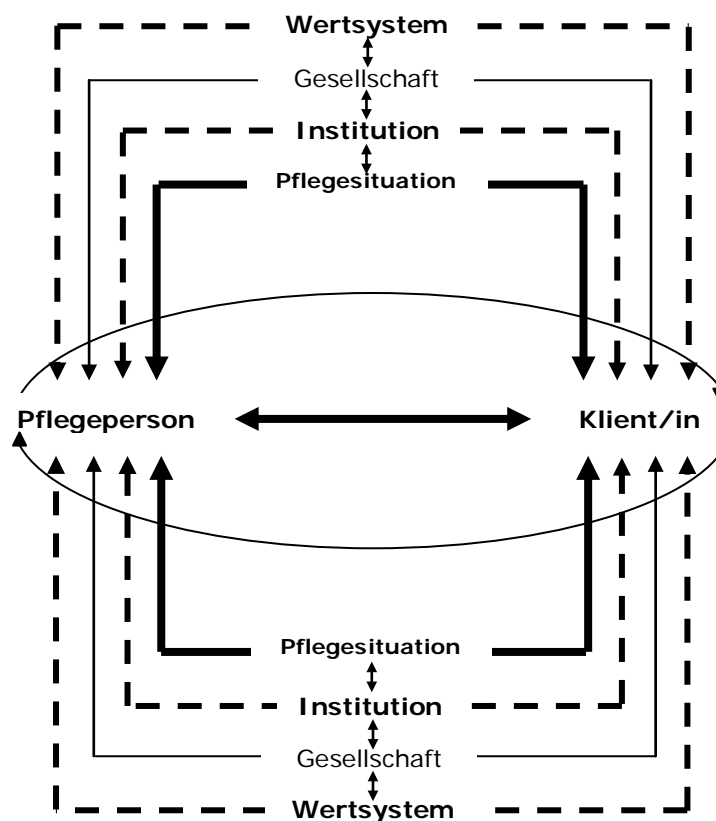 Wertsystem
Gesellschaft
Institution
Pflegesituation
Pflegeperson
Klient/in
Pflegesituation
Institution
Gesellschaft
Wertsystem